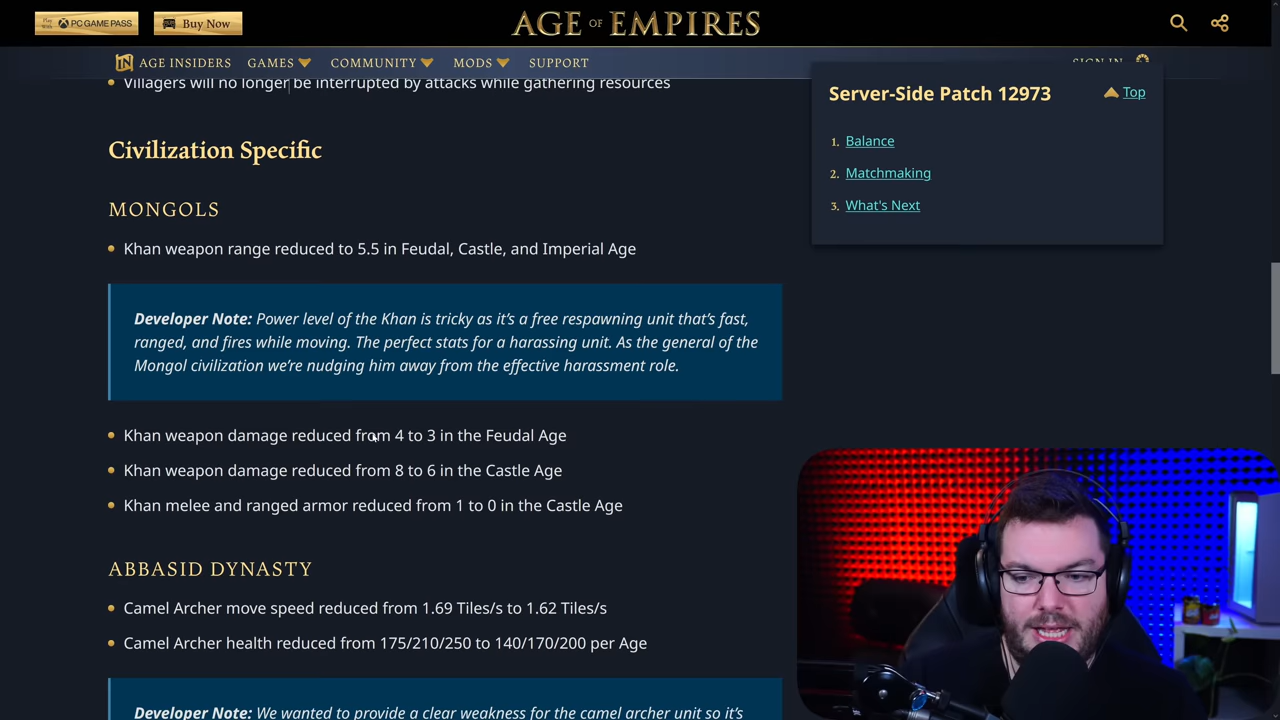 Play With PC GAME PASS
Buy Now
AGE OF EMPIRES
IN AGE INSIDERS GAMES COMMUNITY MODS SUPPORT SIGN IN
Villagers will no longer be interrupted by attacks while gathering resources
Server-Side Patch 12973
Top
1. Balance
2. Matchmaking
3. What's Next
Civilization Specific
MONGOLS
Khan weapon range reduced to 5.5 in Feudal, Castle, and Imperial Age
Developer Note: Power level of the Khan is tricky as it's a free respawning unit that's fast,
ranged, and fires while moving. The perfect stats for a harassing unit. As the general of the
Mongol civilization we're nudging him away from the effective harassment role.
Khan weapon damage reduced from 4 to 3 in the Feudal Age
Khan weapon damage reduced from 8 to 6 in the Castle Age
Khan melee and ranged armor reduced from 1 to 0 in the Castle Age
ABBASID DYNASTY
Camel Archer move speed reduced from 1.69 Tiles/s to 1.62 Tiles/s
Camel Archer health reduced from 175/210/250 to 140/170/200 per Age
Developer Note: We wanted to provide a clear weakness for the camel archer unit so it's